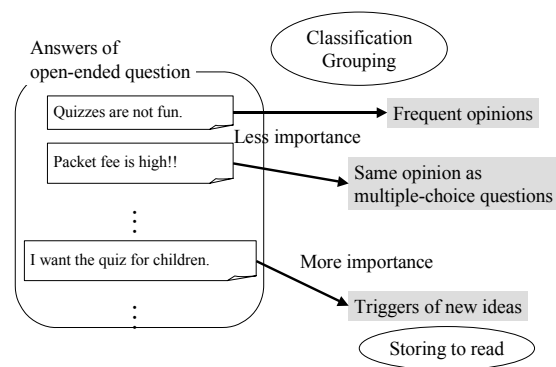 Classification
Grouping
Answers of
open-ended question
Quizzes are not fun.
Frequent opinions
Less importance
Packet fee is high!!
Same opinion as
multiple-choice questions
I want the quiz for children.
More importance
Triggers of new ideas
Storing to read